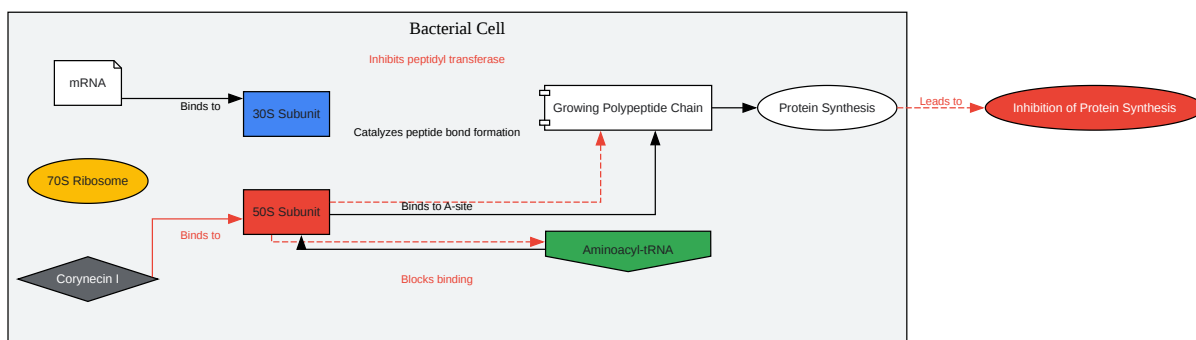 Bacterial Cell
Inhibits peptidyl transferase
mRNA
Binds to
30S Subunit
Growing Polypeptide Chain
Protein Synthesis
Leads to
Inhibition of Protein Synthesis
Catalyzes peptide bond formation
70S Ribosome
50S Subunit
Binds to A-site
Binds to
Aminoacyl-tRNA
Corynecin I
Blocks binding